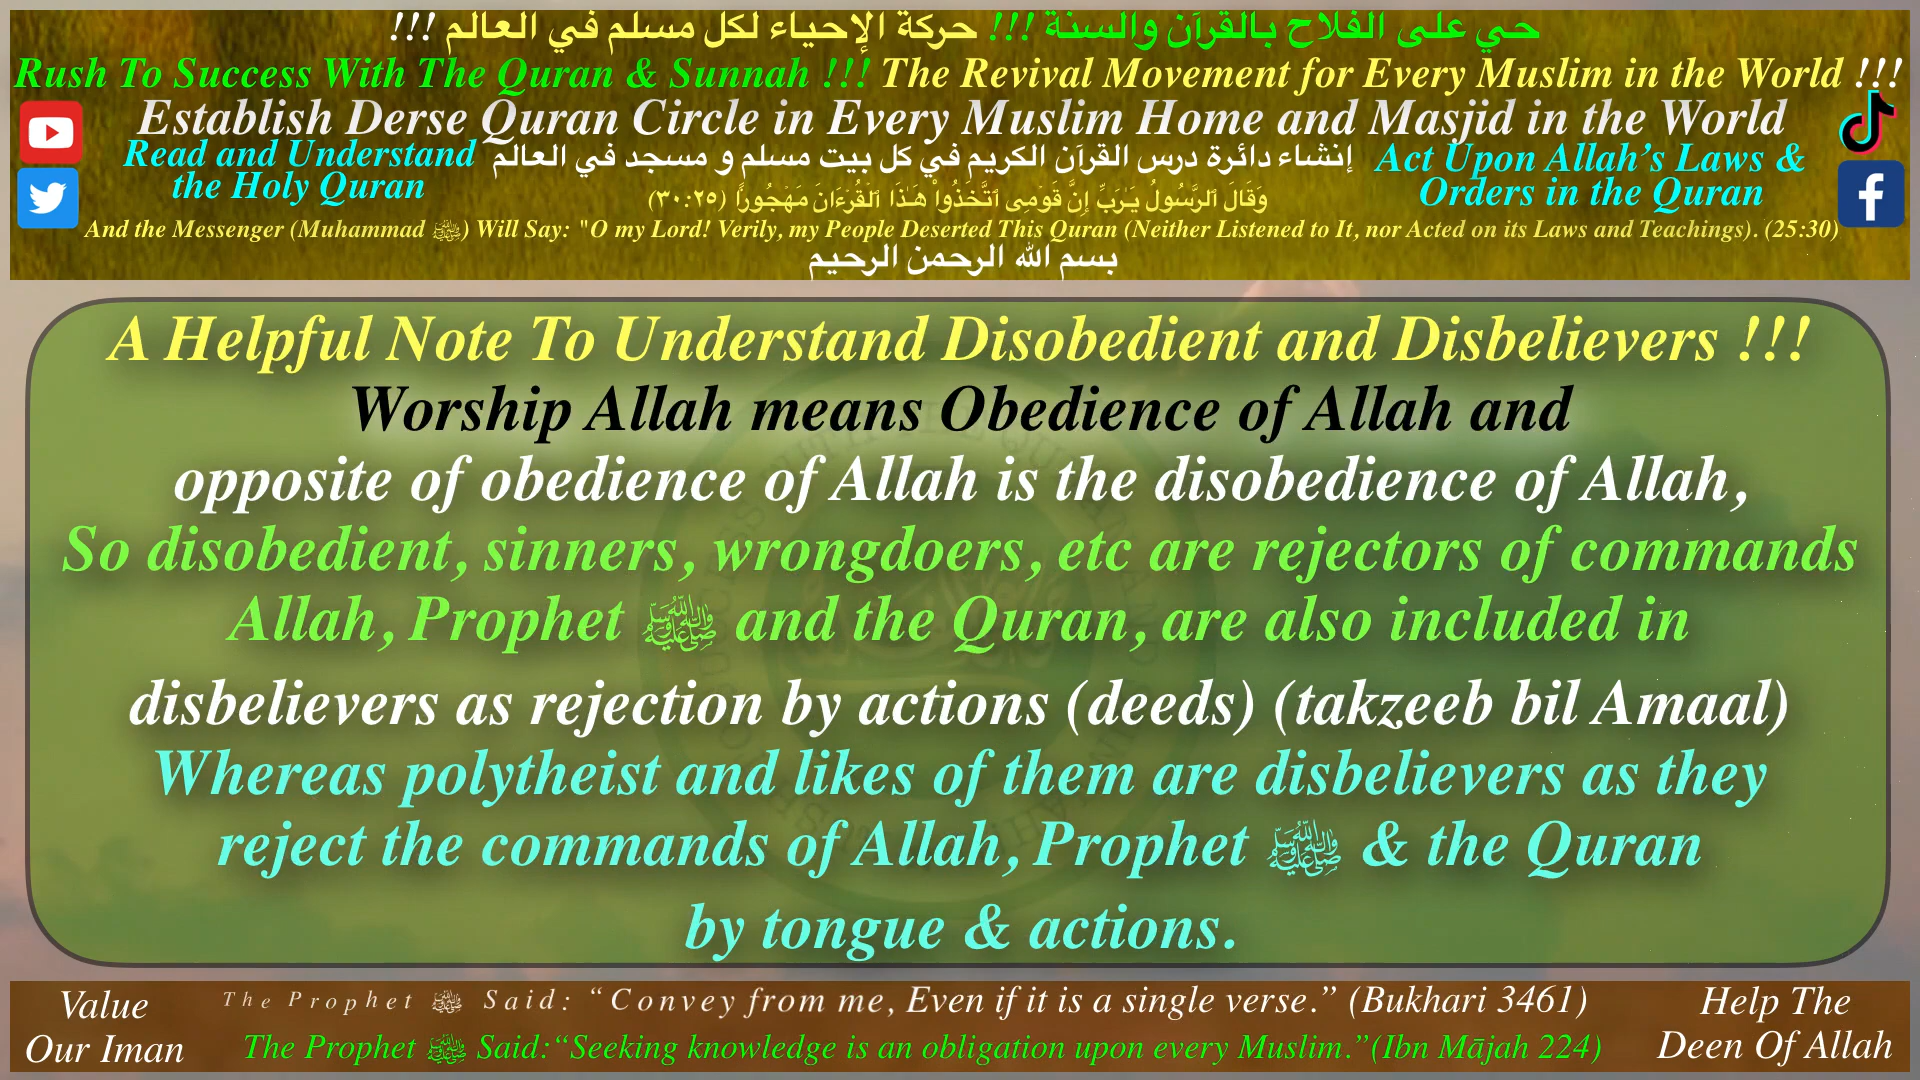 حي على الفلاح بالقرآن والسنة !!! حركة الإحياء لكل مسلم في العالم !!!
Rush To Success With The Quran & Sunnah !!! The Revival Movement for Every Muslim in the World !!!
Establish Derse Quran Circle in Every Muslim Home and Masjid in the World
Read and Understand
the Holy Quran
إنشاء دائرة درس القرآن الكريم في كل بيت مسلم و مسجد في العالم
Act Upon Allah’s Laws &
Orders in the Quran
وَقَالَ ٱلرَّسُولُ يَـٰرَبِّ إِنَّ قَوْمِى ٱتَّخَذُوا۟ هَـٰذَا ٱلْقُرْءَانَ مَهْجُورًا (٣٠:٢٥)
And the Messenger (Muhammad ﷺ) Will Say: "O my Lord! Verily, my People Deserted This Quran (Neither Listened to It, nor Acted on its Laws and Teachings). (25:30)
بسم الله الرحمن الرحيم
A Helpful Note To Understand Disobedient and Disbelievers !!!
Worship Allah means Obedience of Allah and
opposite of obedience of Allah is the disobedience of Allah,
So disobedient, sinners, wrongdoers, etc are rejectors of commands
Allah, Prophet ﷺ and the Quran, are also included in
disbelievers as rejection by actions (deeds) (takzeeb bil Amaal)
Whereas polytheist and likes of them are disbelievers as they
reject the commands of Allah, Prophet ﷺ & the Quran
by tongue & actions.
Value
Our Iman
The Prophet ﷺ Said: “Convey from me, Even if it is a single verse.” (Bukhari 3461)
The Prophet ﷺ Said:“Seeking knowledge is an obligation upon every Muslim.”(Ibn Mājah 224)
Help The
Deen Of Allah